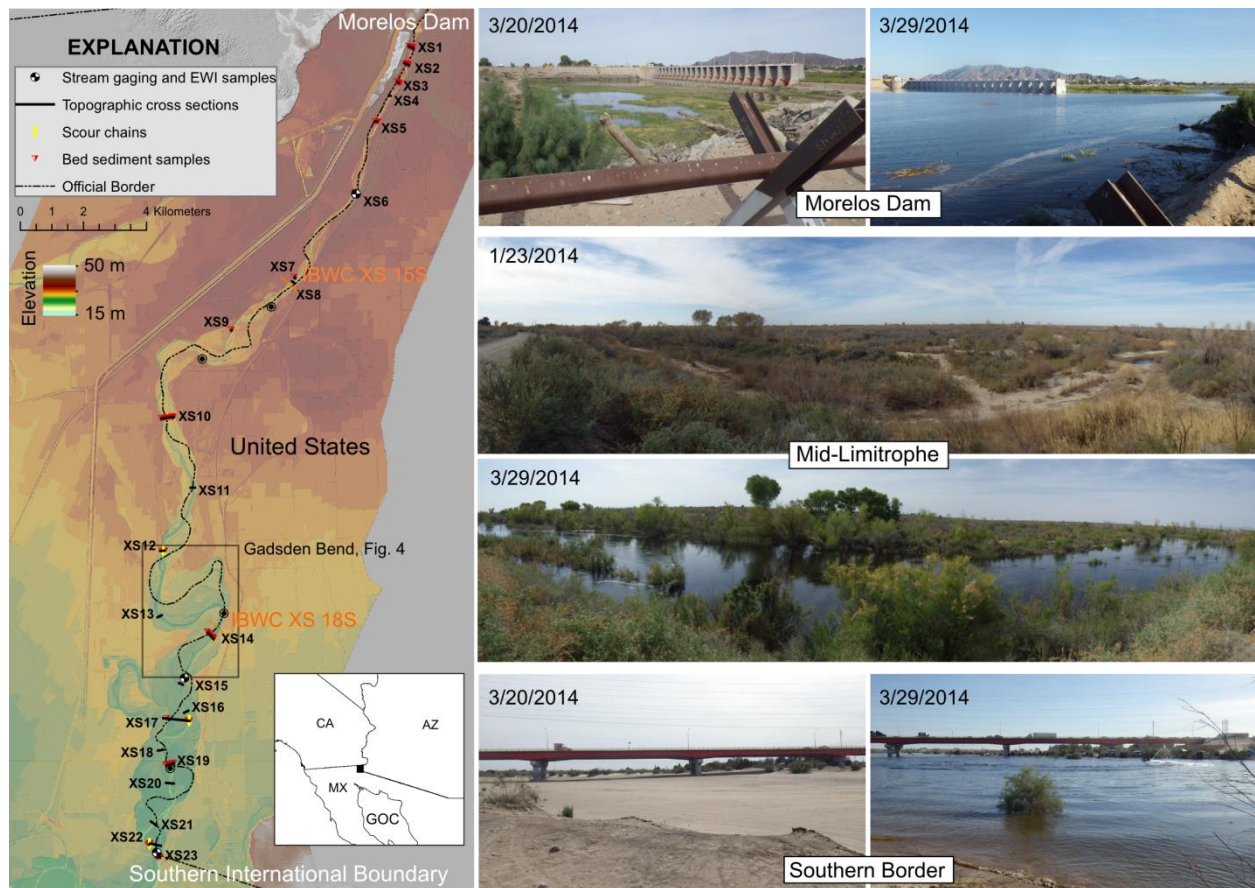 Morelos Dam
EXPLANATION
Stream gaging and EWI samples
Topographic cross sections
Scour chains
Bed sediment samples
Official Border
0 1 2 4 Kilometers
Elevation
50 m
15 m
XS1
XS2
XS3
XS4
XS5
XS6
XS7
IBWC XS 15S
XS8
XS9
XS10
United States
XS11
XS12
Gadsden Bend, Fig. 4
XS13
IBWC XS 18S
XS14
XS15
XS16
XS17
XS18
XS19
XS20
XS21
XS22
XS23
Southern International Boundary
CA
AZ
MX
GOC
3/20/2014
3/29/2014
Morelos Dam
1/23/2014
Mid-Limitrophe
3/29/2014
3/20/2014
3/29/2014
Southern Border